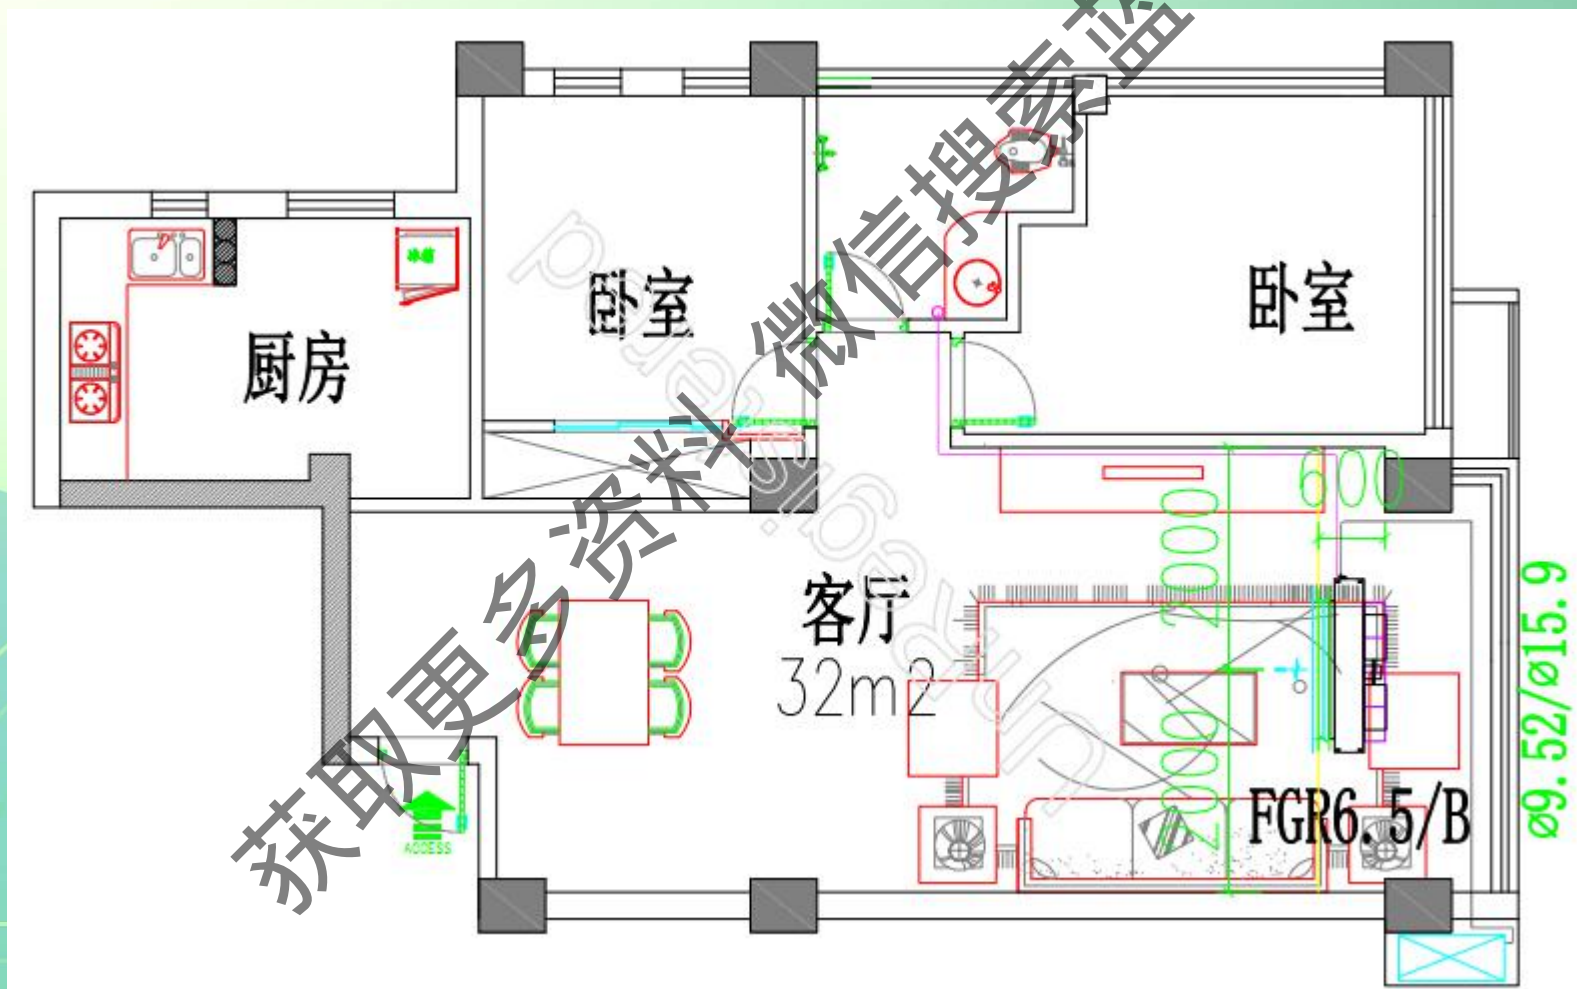 卧室
卧室
冰箱
厨房
600
2000
客厅
32m2
2000
FGR6.5/B
ø9.52/ø15.9
ACCESS
获取更多资料 微信搜索蓝